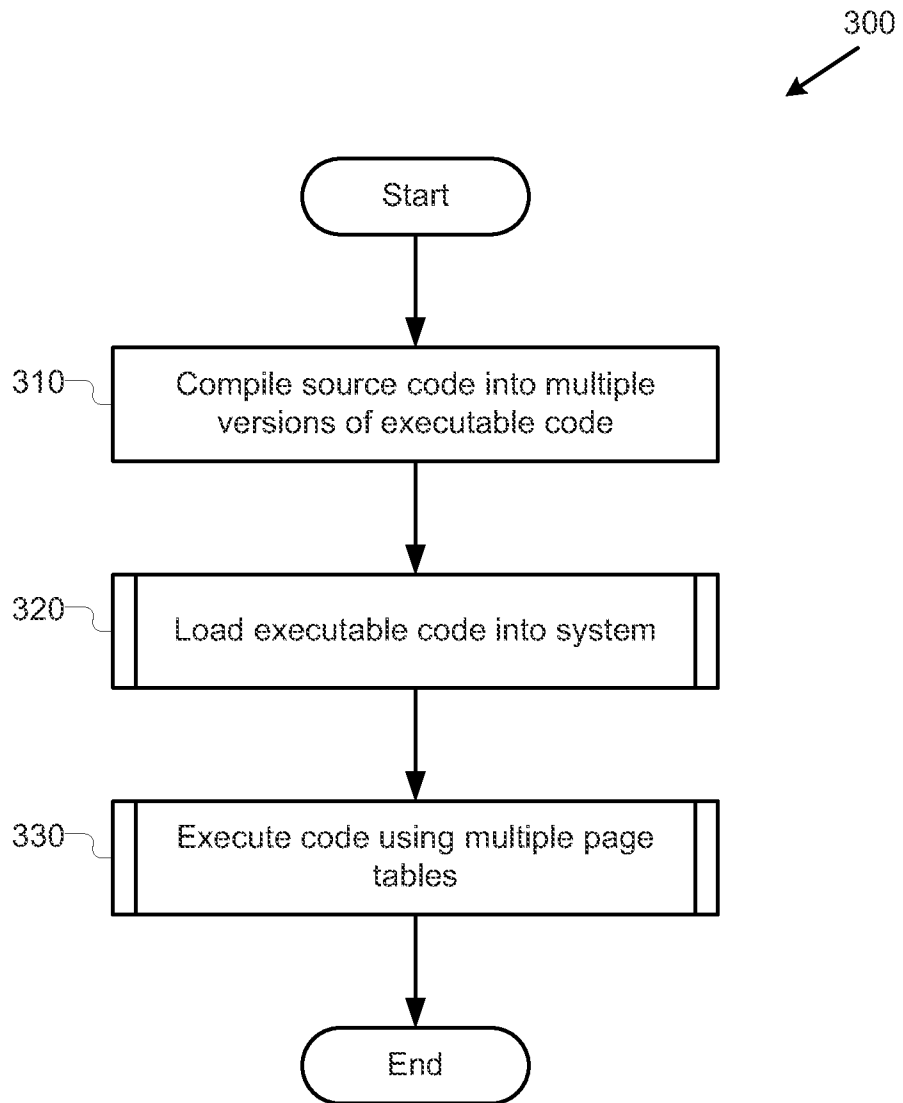 300
Start
310
Compile source code into multiple
versions of executable code
320
Load executable code into system
330
Execute code using multiple page
tables
End